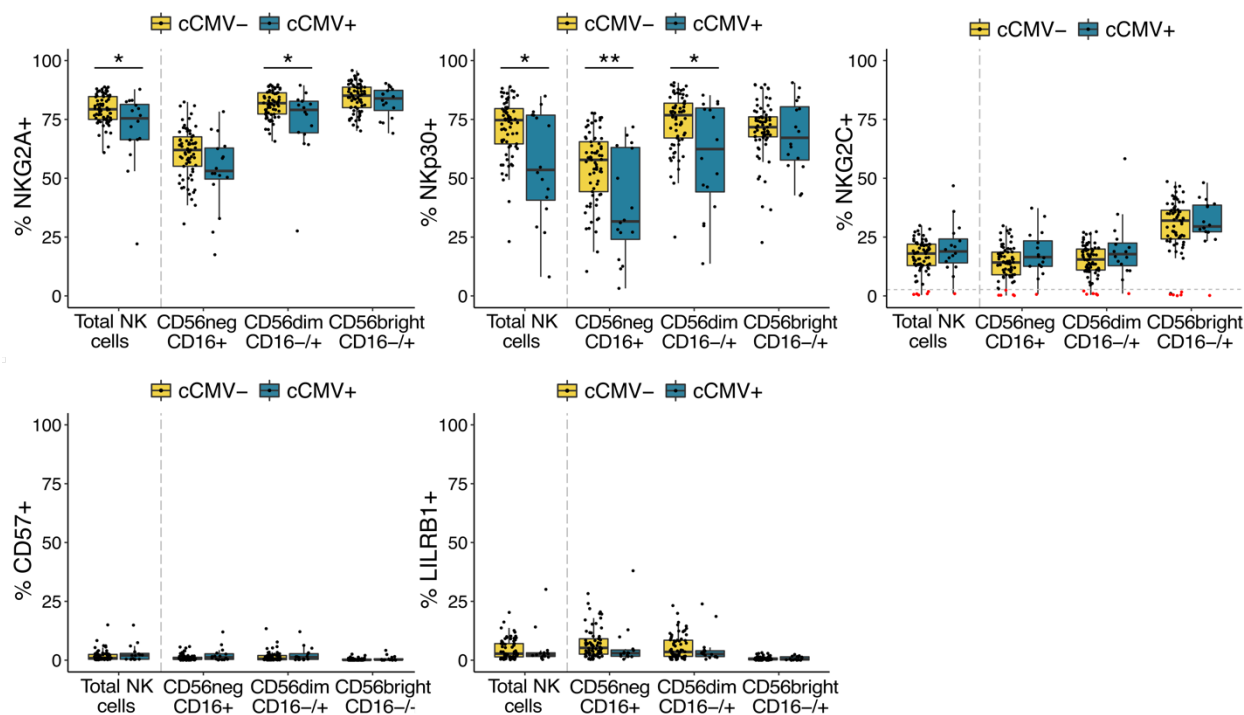 cCMV− cCMV+
% NKG2A+
100
75
50
25
0
* *
Total NK cells
CD56neg CD16+
CD56dim CD16−/+
CD56bright CD16−/+
cCMV− cCMV+
% NKp30+
100
75
50
25
0
* ** *
Total NK cells
CD56neg CD16+
CD56dim CD16−/+
CD56bright CD16−/+
cCMV− cCMV+
% NKG2C+
100
75
50
25
0
Total NK cells
CD56neg CD16+
CD56dim CD16−/+
CD56bright CD16−/+
cCMV− cCMV+
% CD57+
100
75
50
25
0
Total NK cells
CD56neg CD16+
CD56dim CD16−/+
CD56bright CD16−/-
cCMV− cCMV+
% LILRB1+
100
75
50
25
0
Total NK cells
CD56neg CD16+
CD56dim CD16−/+
CD56bright CD16−/+